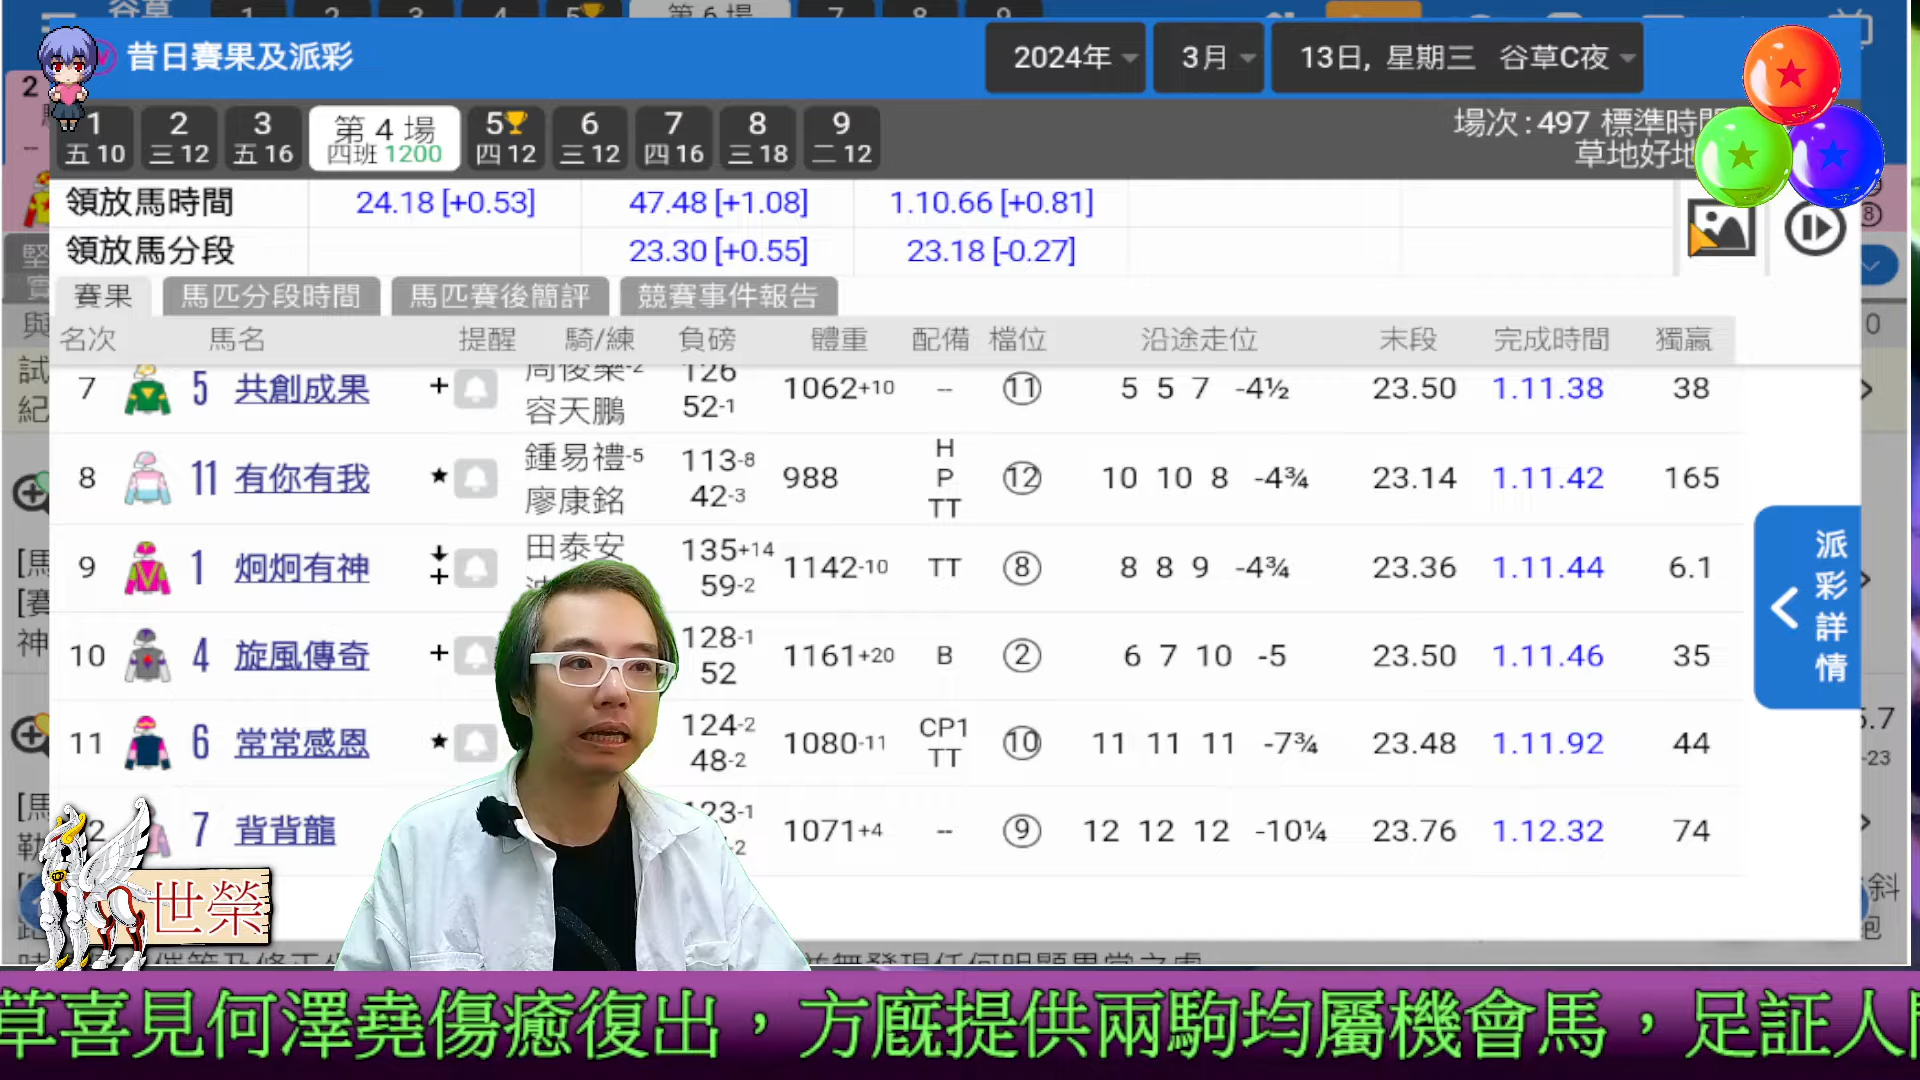 昔日賽果及派彩
2024年 3月 13日, 星期三 谷草C夜
1 2 3 第 4 場 5 6 7 8 9
五 10 三 12 五 16 四班 1200 四 12 三 12 四 16 三 18 二 12
場次 : 497 標準時間
草地好地
領放馬時間 24.18 [+0.53] 47.48 [+1.08] 1.10.66 [+0.81]
領放馬分段 23.30 [+0.55] 23.18 [-0.27]
賽果 馬匹分段時間 馬匹賽後簡評 競賽事件報告
名次 馬名 提醒 騎/練 負磅 體重 配備 檔位 沿途走位 末段 完成時間 獨贏
7 5 共創成果 + 周俊樂-2 126 1062+10 -- 11 5 5 7 -4½ 23.50 1.11.38 38
容天鵬 52-1
8 11 有你有我 ★ 鍾易禮-5 113-8 988 H P TT 12 10 10 8 -4¾ 23.14 1.11.42 165
廖康銘 42-3
9 1 炯炯有神 + 田泰安 135+14 1142-10 TT 8 8 8 9 -4¾ 23.36 1.11.44 6.1
59-2
10 4 旋風傳奇 + 128-1 1161+20 B 2 6 7 10 -5 23.50 1.11.46 35
52
11 6 常常感恩 ★ 124-2 1080-11 CP1 TT 10 11 11 11 -7¾ 23.48 1.11.92 44
48-2
7 背背龍 23-1 1071+4 -- 9 12 12 12 -10¼ 23.76 1.12.32 74
派彩詳情
世榮
草喜見何澤堯傷癒復出，方廐提供兩駒均屬機會馬，足証人